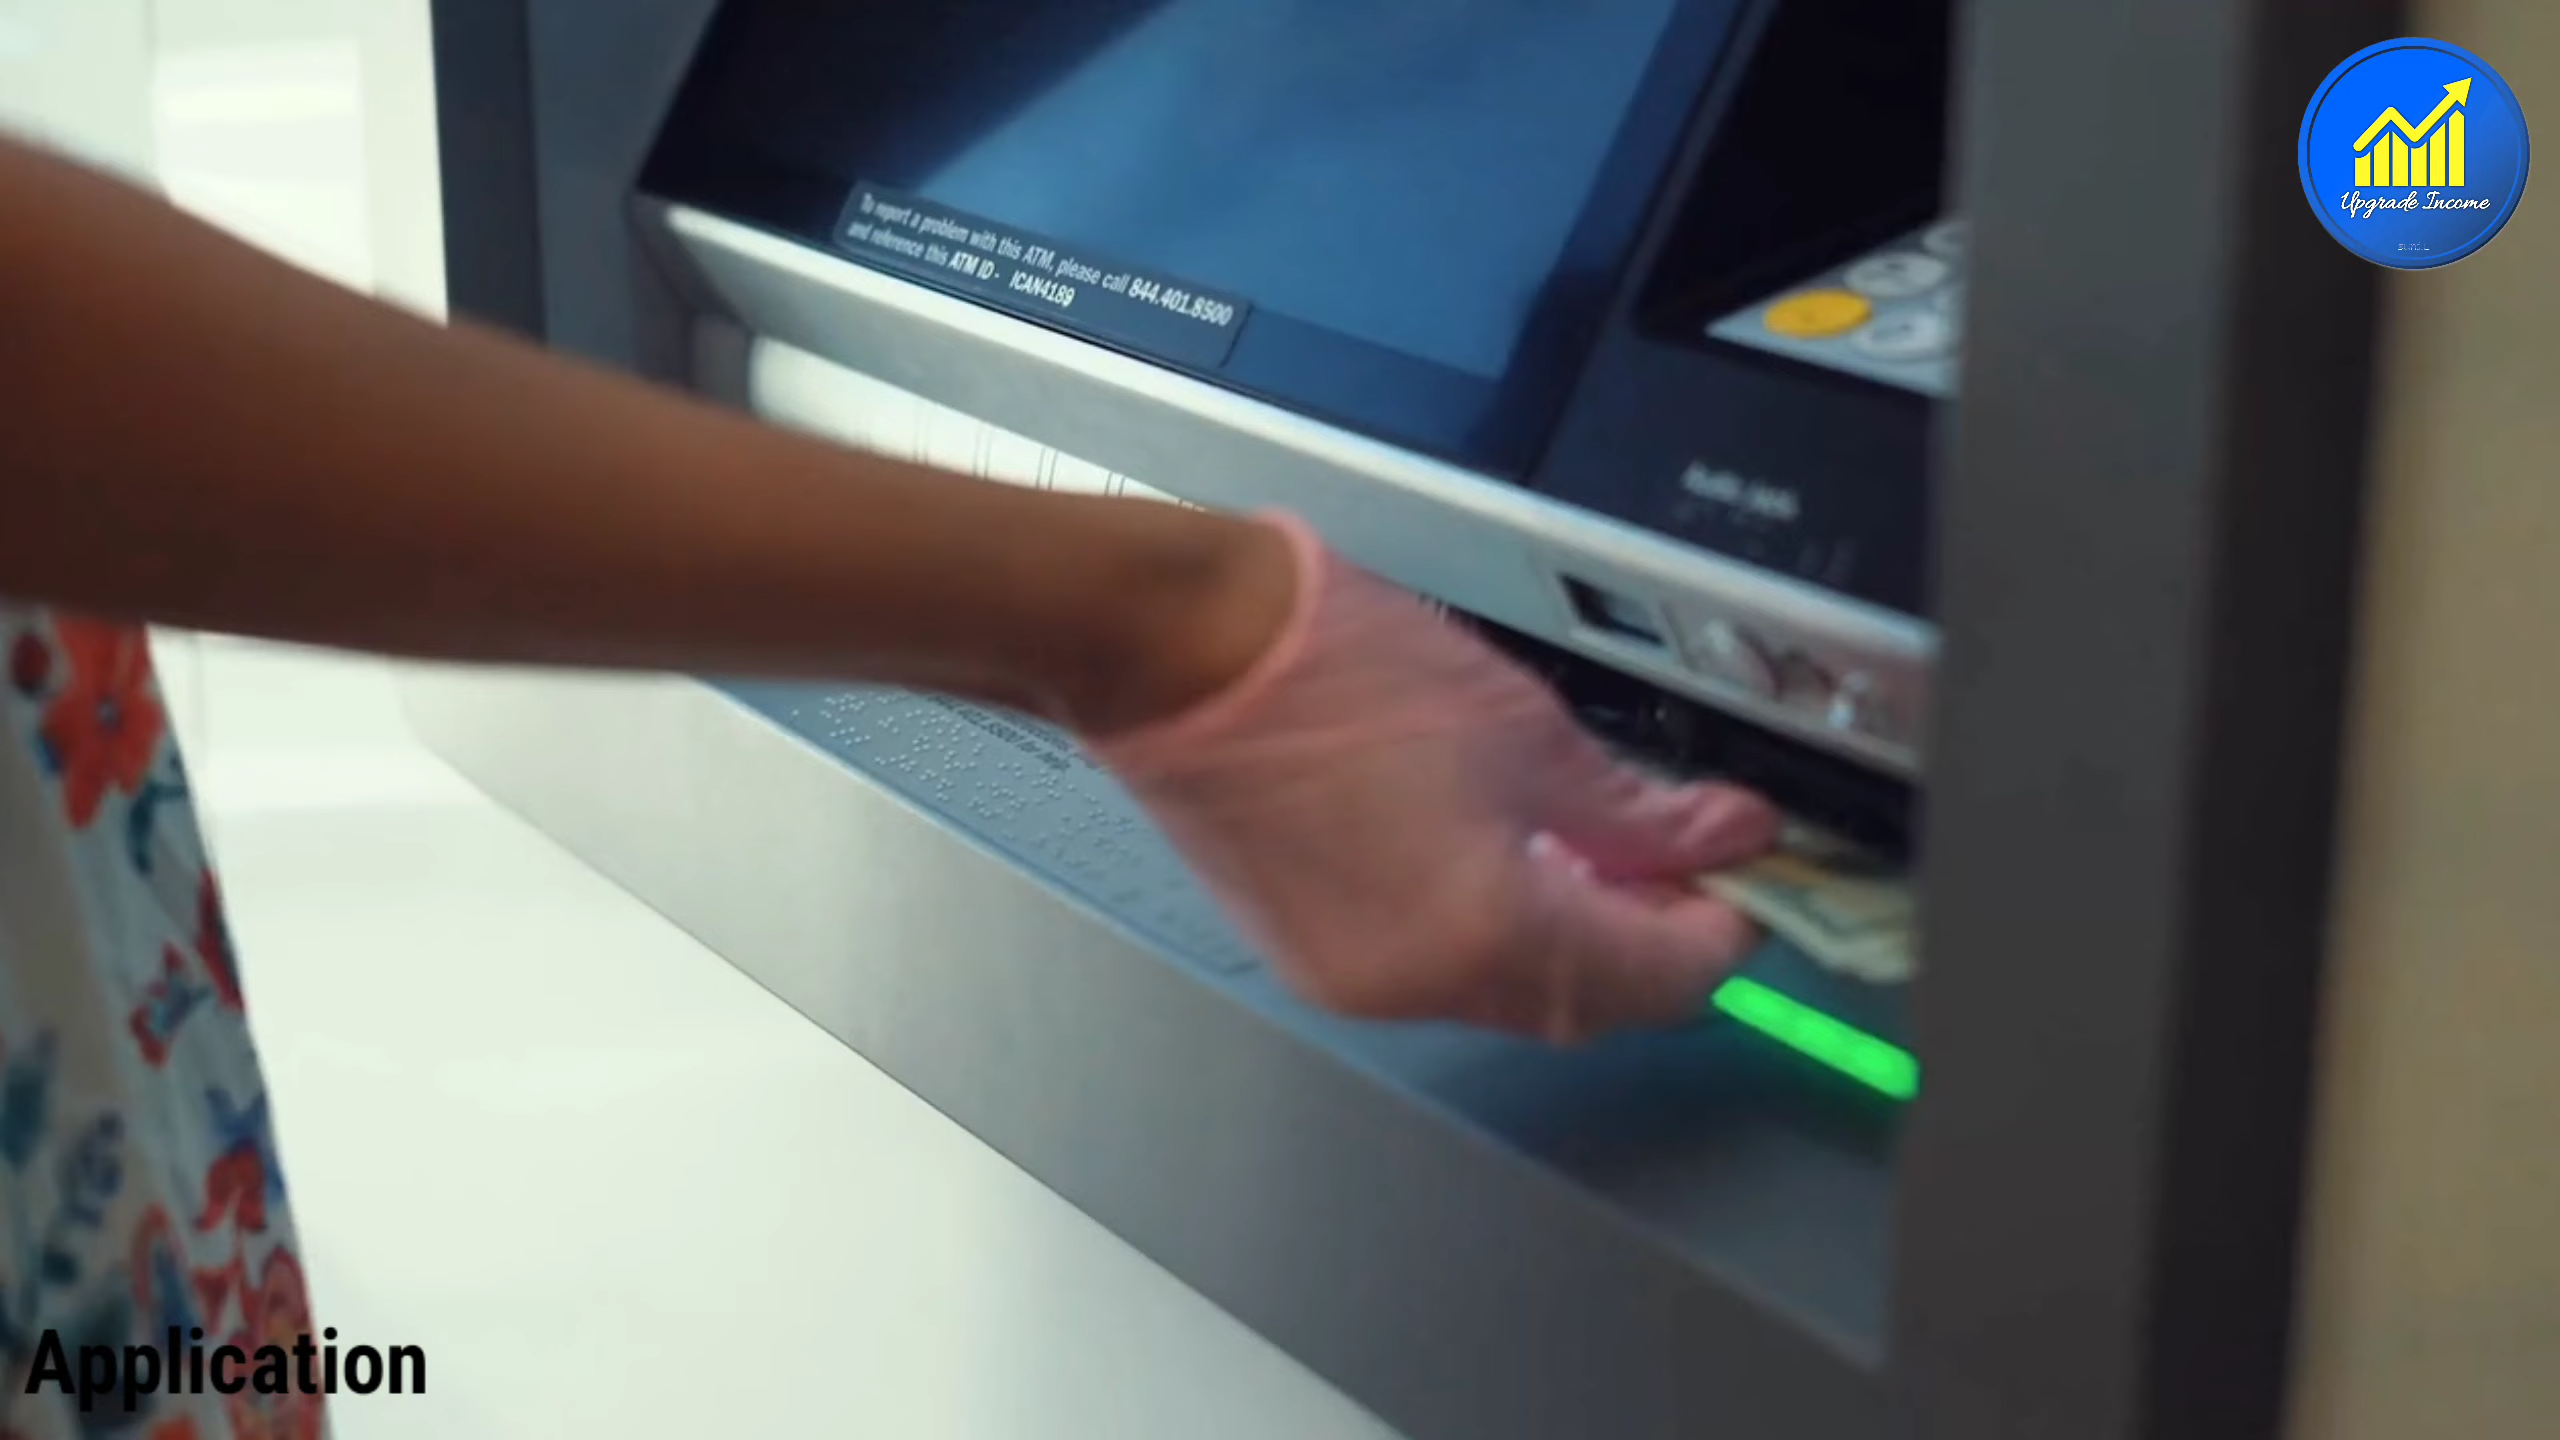 Upgrade Income
To report a problem with this ATM, please call 844.401.8500
and reference this ATM ID - ICAN4189
Application